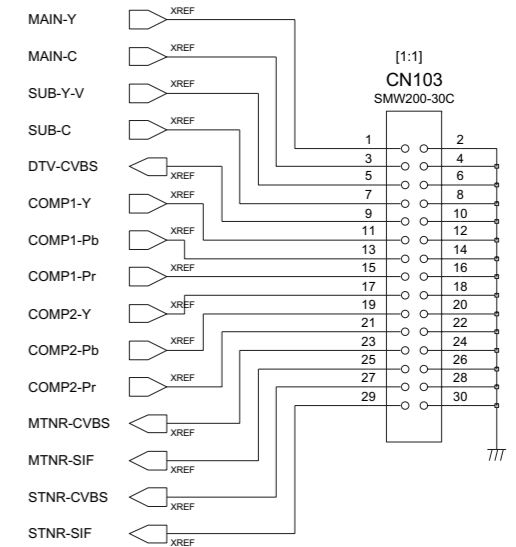 MAIN-Y XREF
MAIN-C XREF
[1:1]
CN103
SMW200-30C
SUB-Y-V XREF
SUB-C XREF
1 2
DTV-CVBS XREF
3 4
5 6
COMP1-Y XREF
7 8
9 10
COMP1-Pb XREF
11 12
13 14
COMP1-Pr XREF
15 16
17 18
COMP2-Y XREF
19 20
21 22
COMP2-Pb XREF
23 24
25 26
COMP2-Pr XREF
27 28
29 30
MTNR-CVBS XREF
MTNR-SIF XREF
STNR-CVBS XREF
STNR-SIF XREF